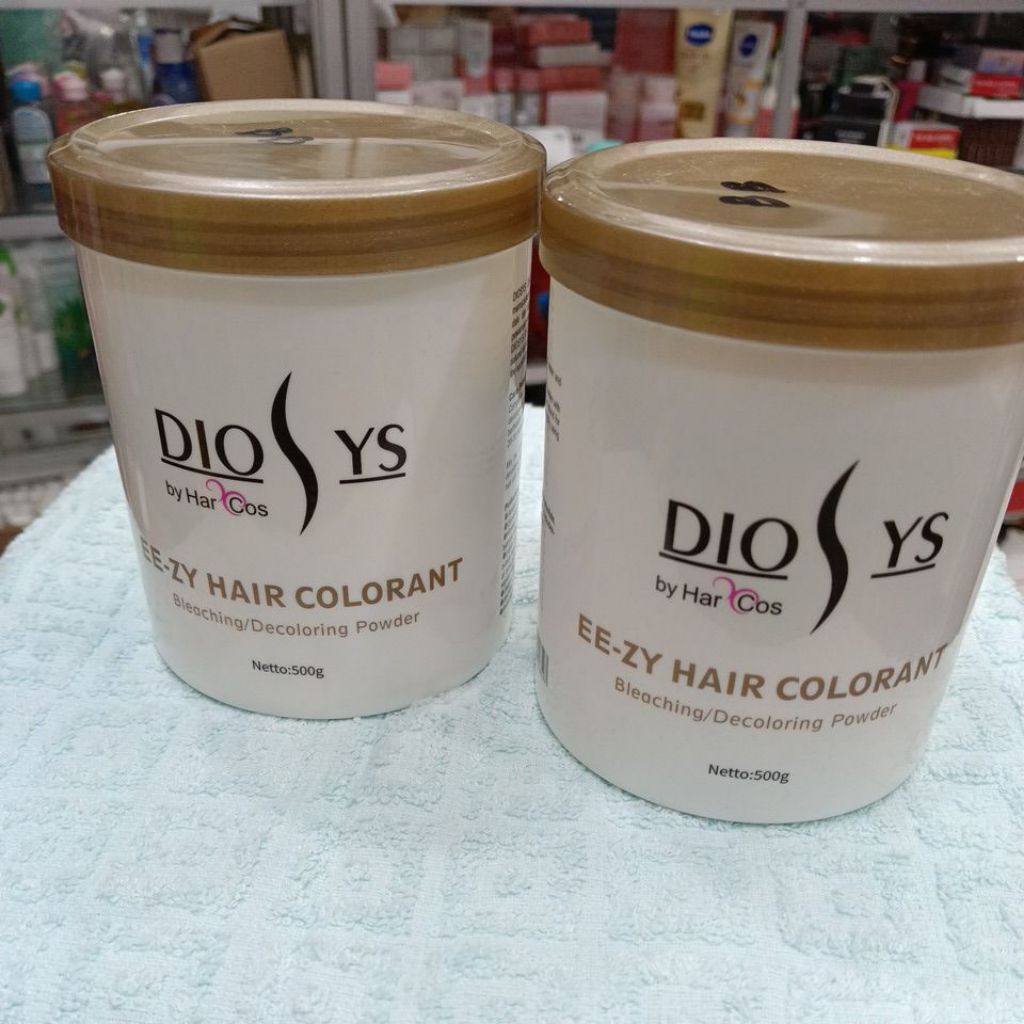 DIOSYS
by HarCos
EE-ZY HAIR COLORANT
Bleaching/Decoloring Powder
Netto:500g
DIOSYS
by HarCos
EE-ZY HAIR COLORANT
Bleaching/Decoloring Powder
Netto:500g